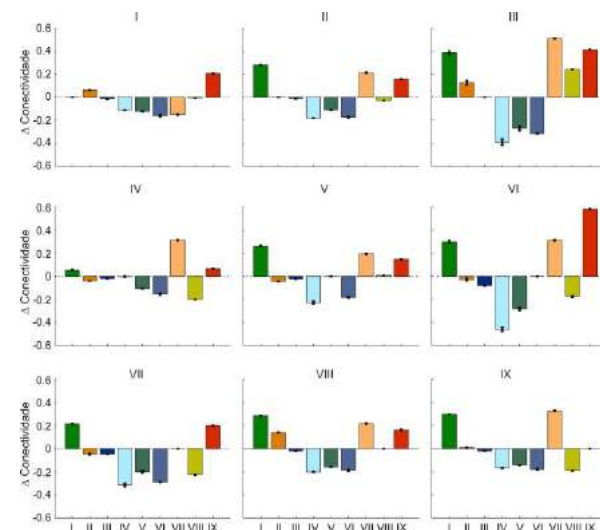 I II III
Δ Conectividade 0.6 0.4 0.2 0 -0.2 -0.4 -0.6
IV V VI
Δ Conectividade 0.6 0.4 0.2 0 -0.2 -0.4 -0.6
VII VIII IX
Δ Conectividade 0.6 0.4 0.2 0 -0.2 -0.4 -0.6
I II III IV V VI VII VIII IX I II III IV V VI VII VIII IX I II III IV V VI VII VIII IX